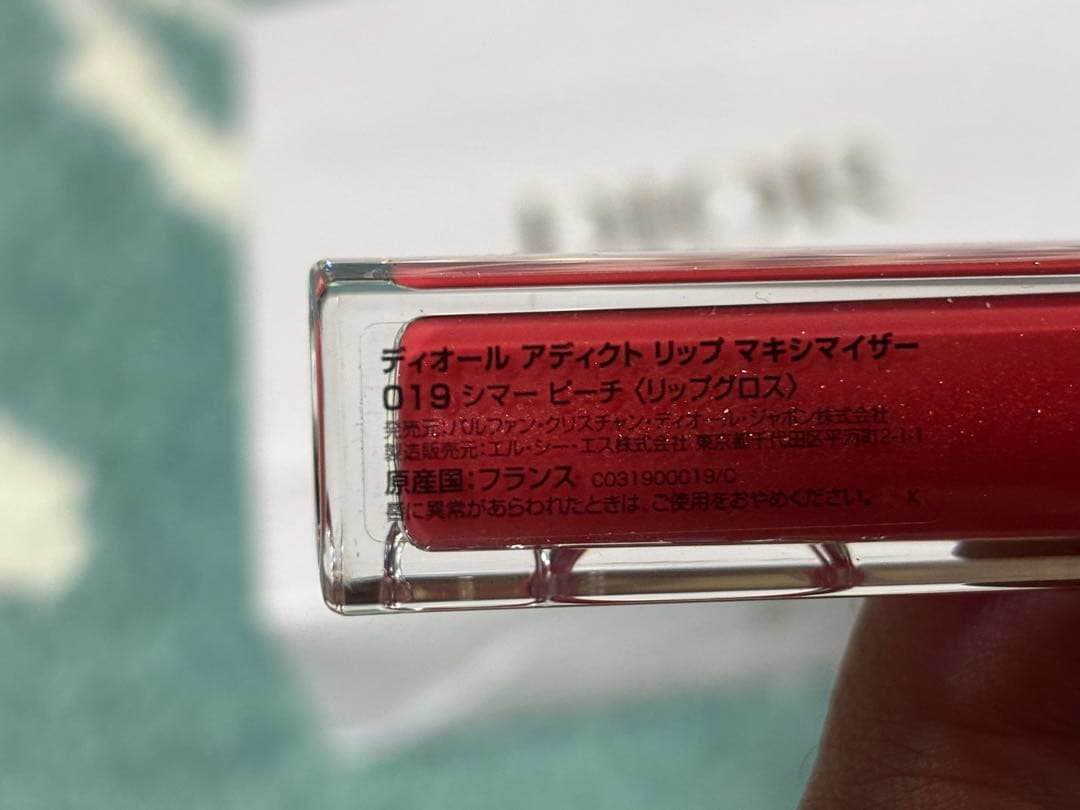 ディオール アディクト リップ マキシマイザー
019 シマー ピーチ〈リップグロス〉
発売元:パルファン・クリスチャン・ディオール・ジャポン株式会社
製造販売元:エル・シー・エス株式会社 東京都千代田区平河町2-1-1
原産国:フランス C031900019/C
唇に異常があらわれたときは、ご使用をおやめください。 K